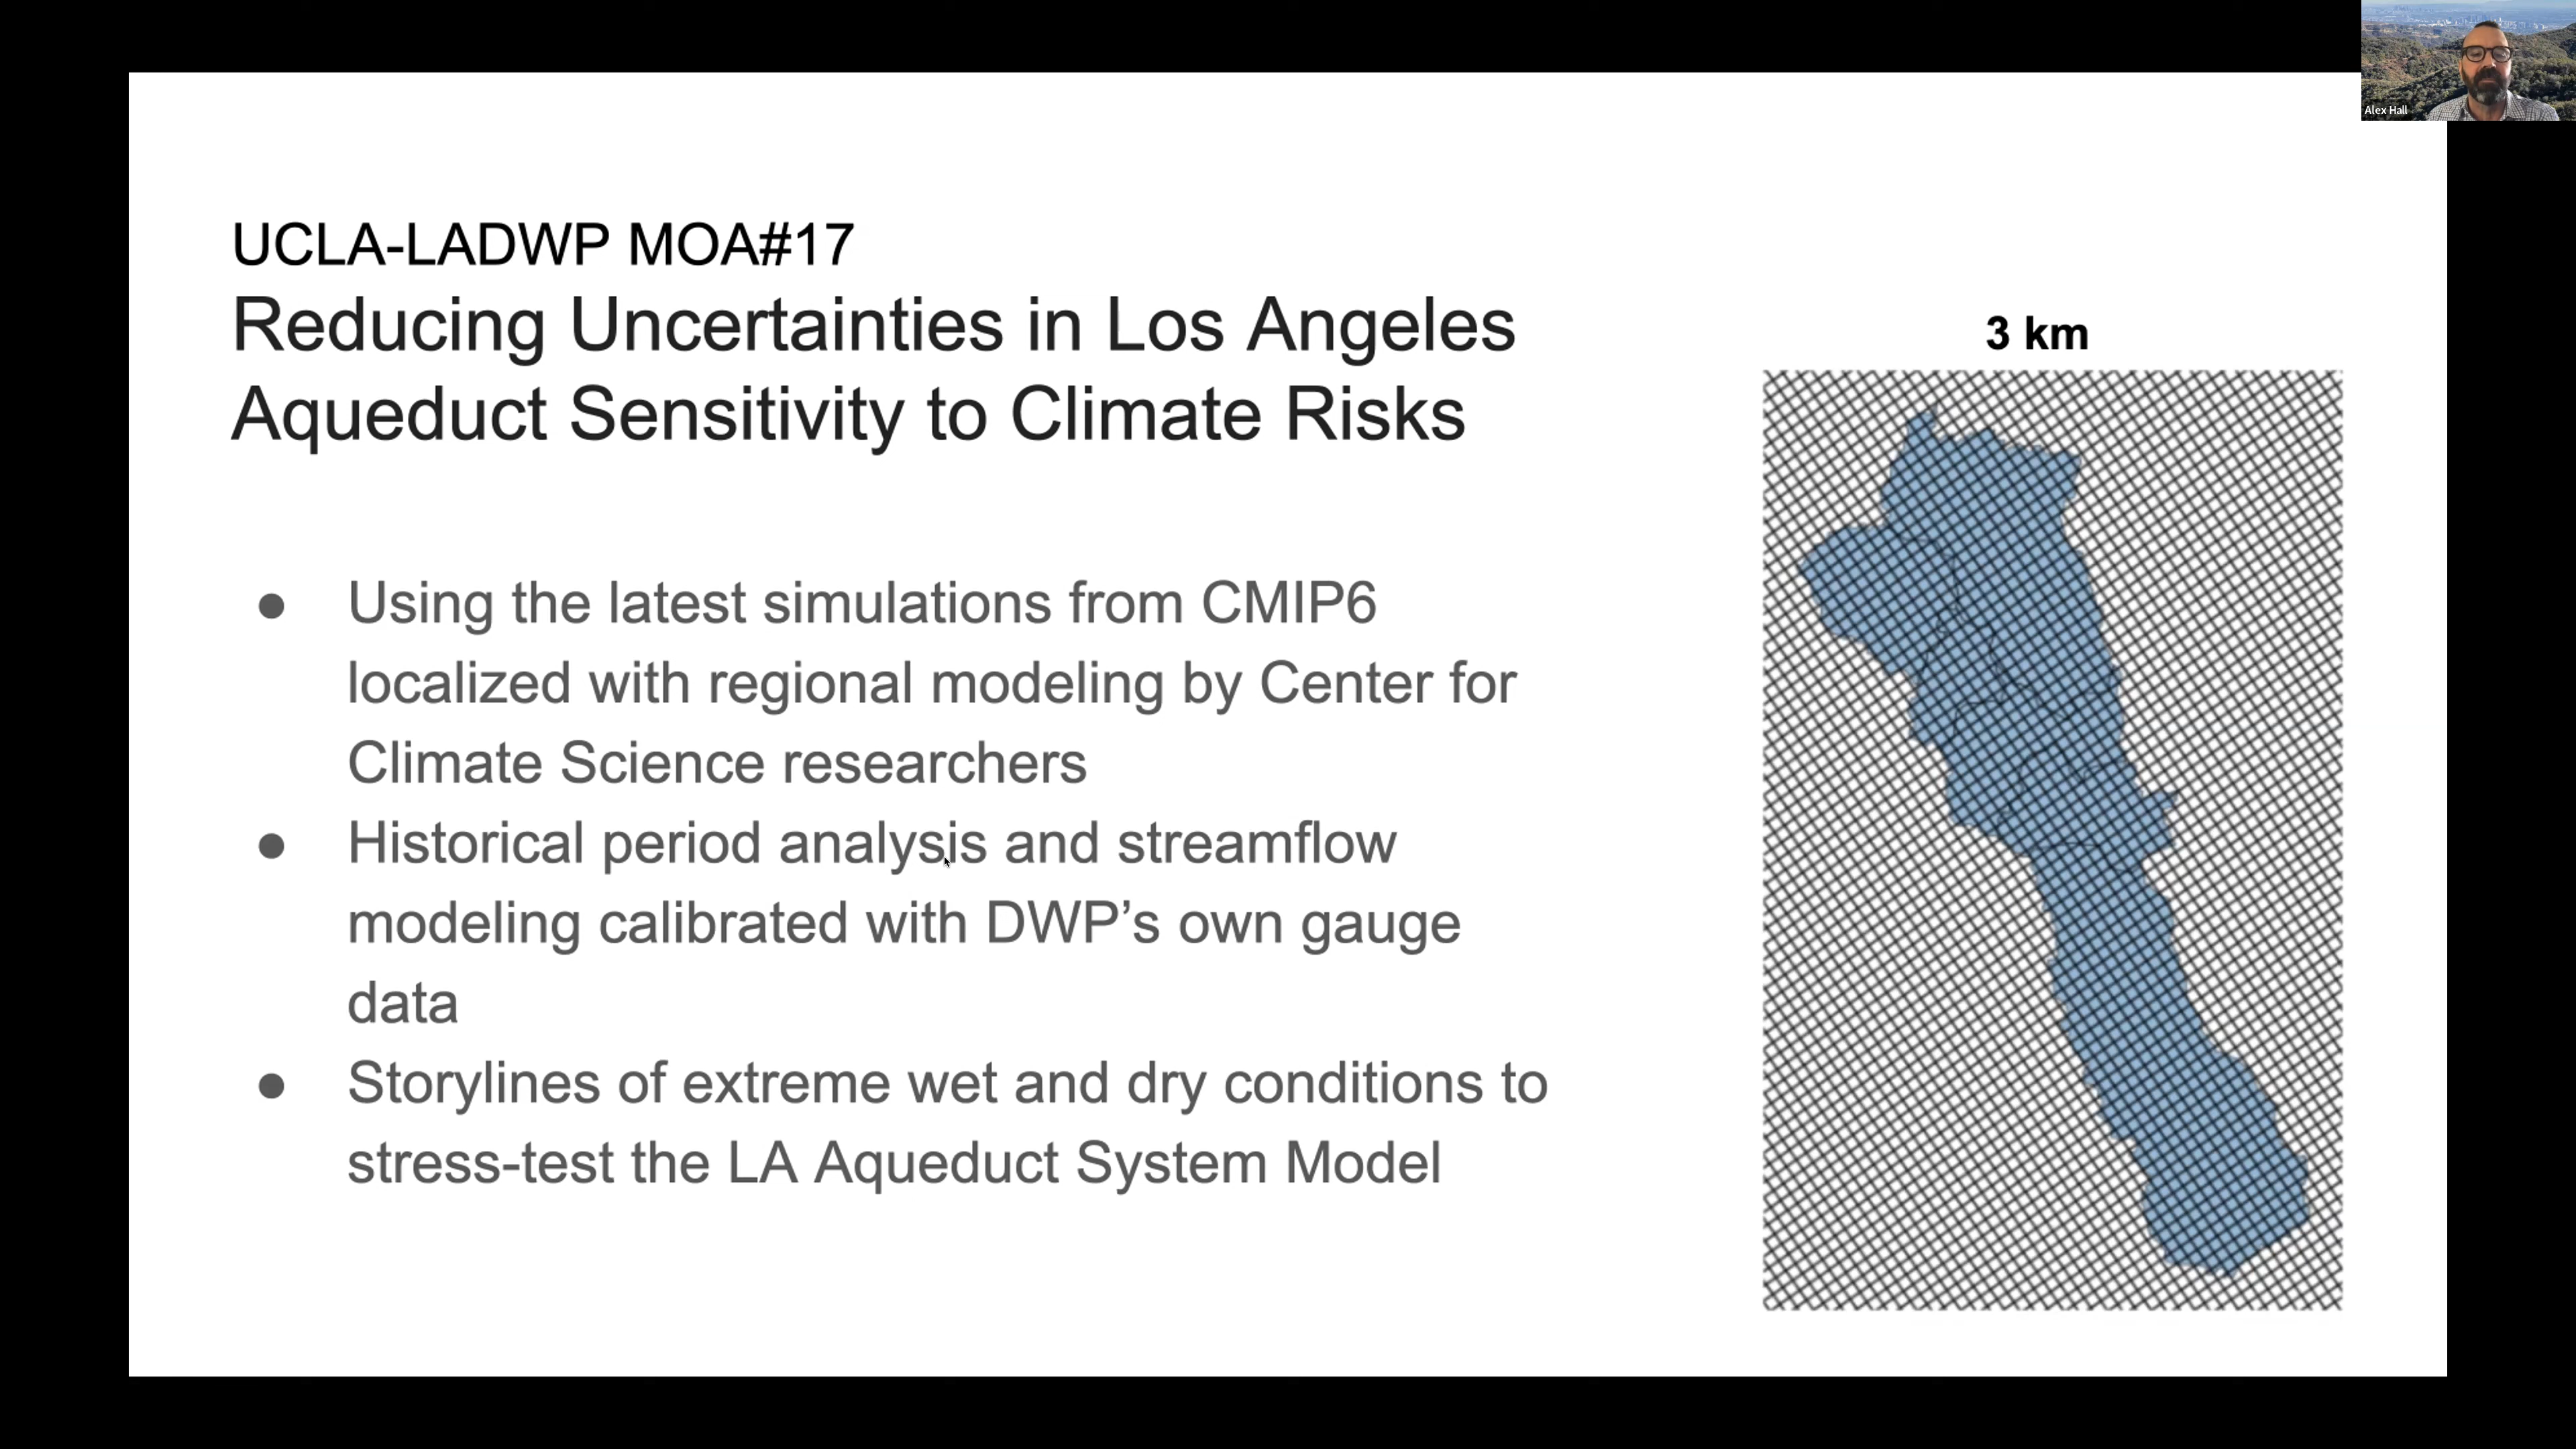 Alex Hall
UCLA-LADWP MOA#17
Reducing Uncertainties in Los Angeles
Aqueduct Sensitivity to Climate Risks
● Using the latest simulations from CMIP6
localized with regional modeling by Center for
Climate Science researchers
● Historical period analysis and streamflow
modeling calibrated with DWP’s own gauge
data
● Storylines of extreme wet and dry conditions to
stress-test the LA Aqueduct System Model
3 km